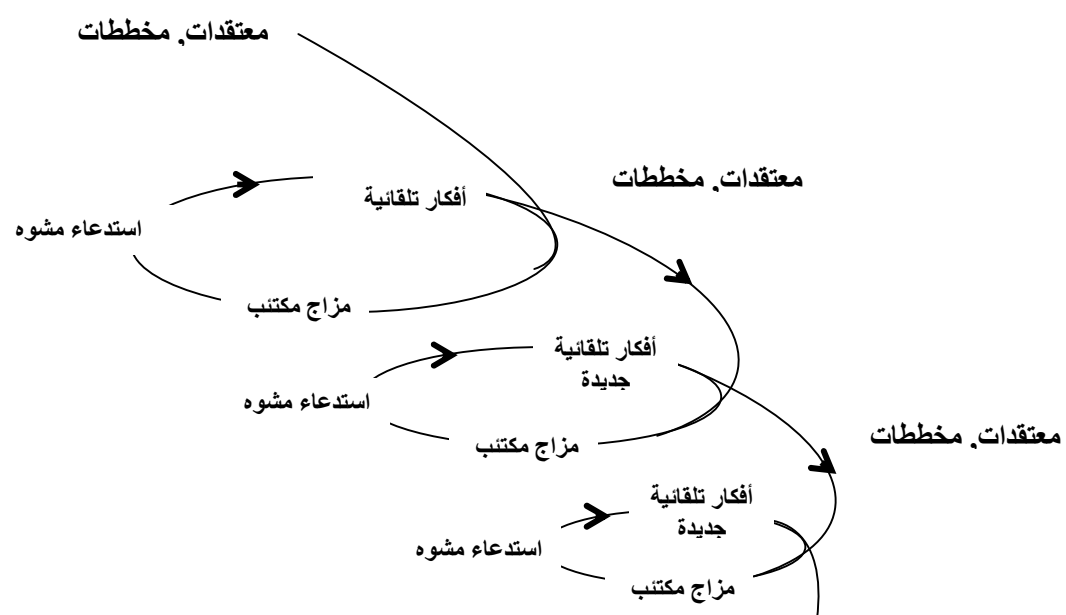 معتقدات, مخططات
معتقدات, مخططات
أفكار تلقائية
استدعاء مشوه
مزاج مكتئب
أفكار تلقائية
جديدة
استدعاء مشوه
معتقدات, مخططات
مزاج مكتئب
أفكار تلقائية
جديدة
استدعاء مشوه
مزاج مكتئب